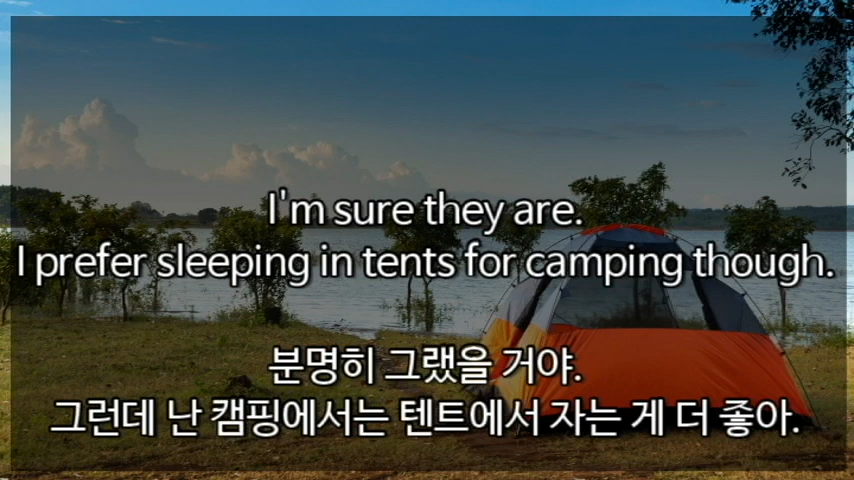 I'm sure they are.
I prefer sleeping in tents for camping though.
분명히 그랬을 거야.
그런데 난 캠핑에서는 텐트에서 자는 게 더 좋아.